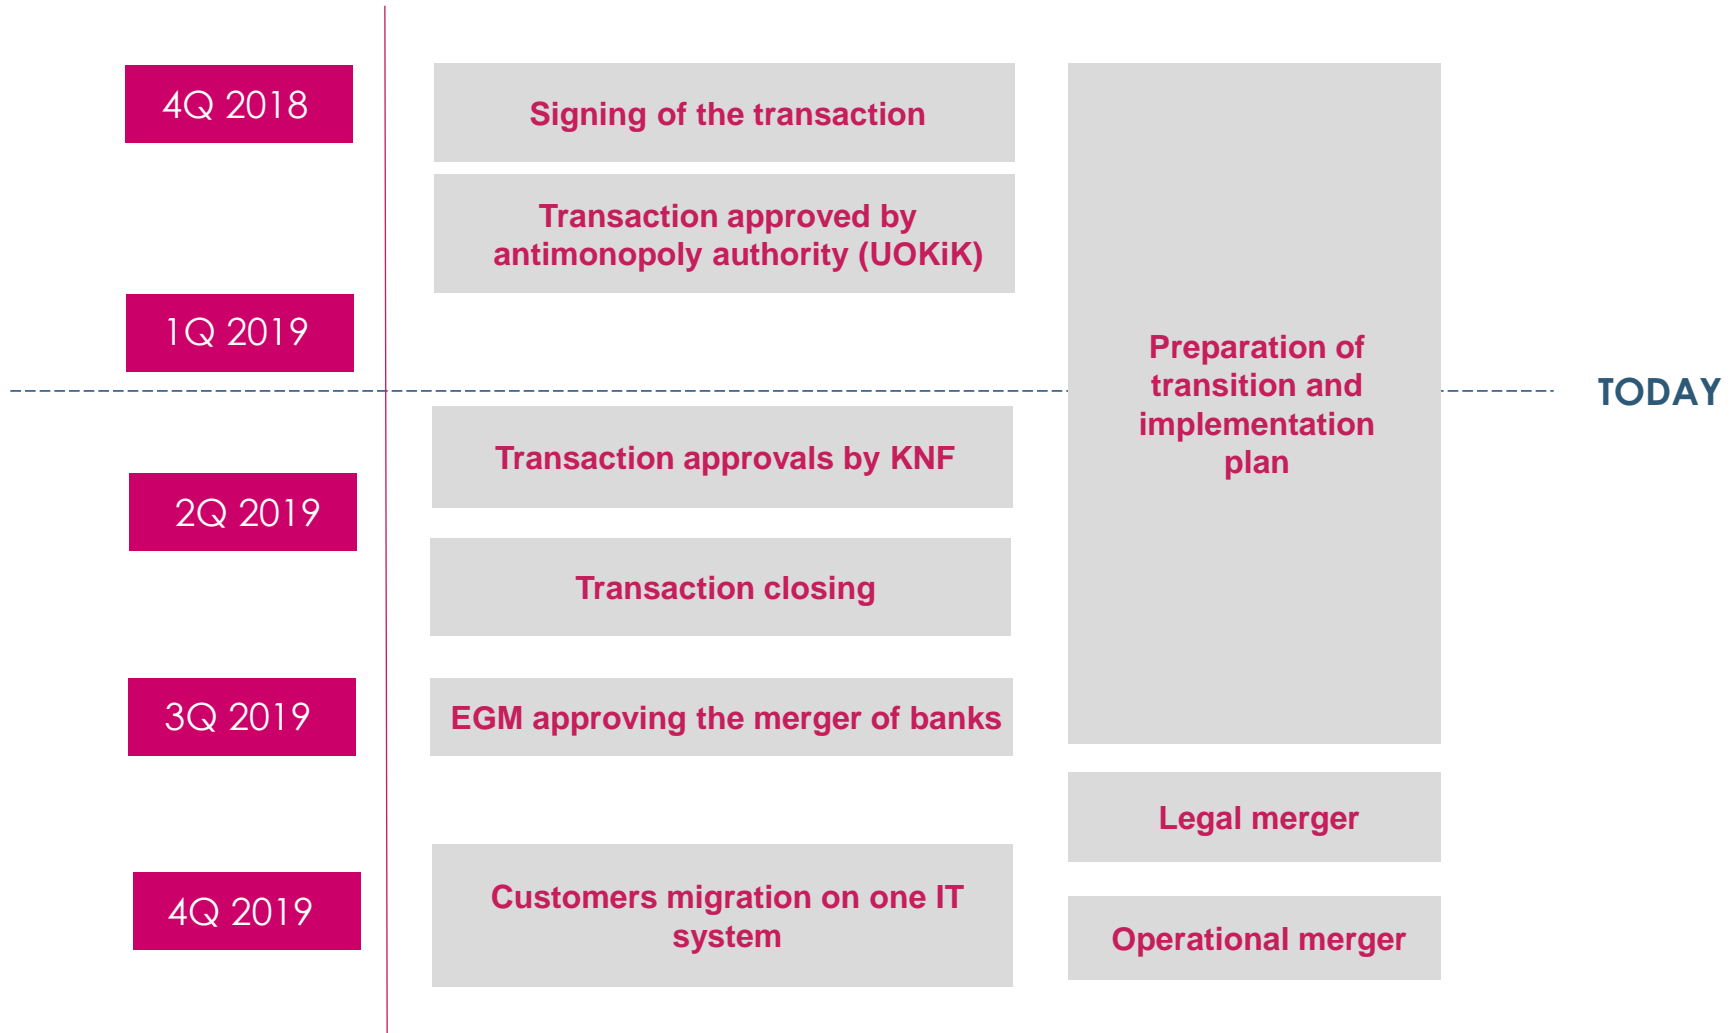 4Q 2018
Signing of the transaction
Transaction approved by
antimonopoly authority (UOKiK)
1Q 2019
Preparation of
transition and
implementation
plan
TODAY
Transaction approvals by KNF
2Q 2019
Transaction closing
3Q 2019
EGM approving the merger of banks
Legal merger
4Q 2019
Customers migration on one IT
system
Operational merger